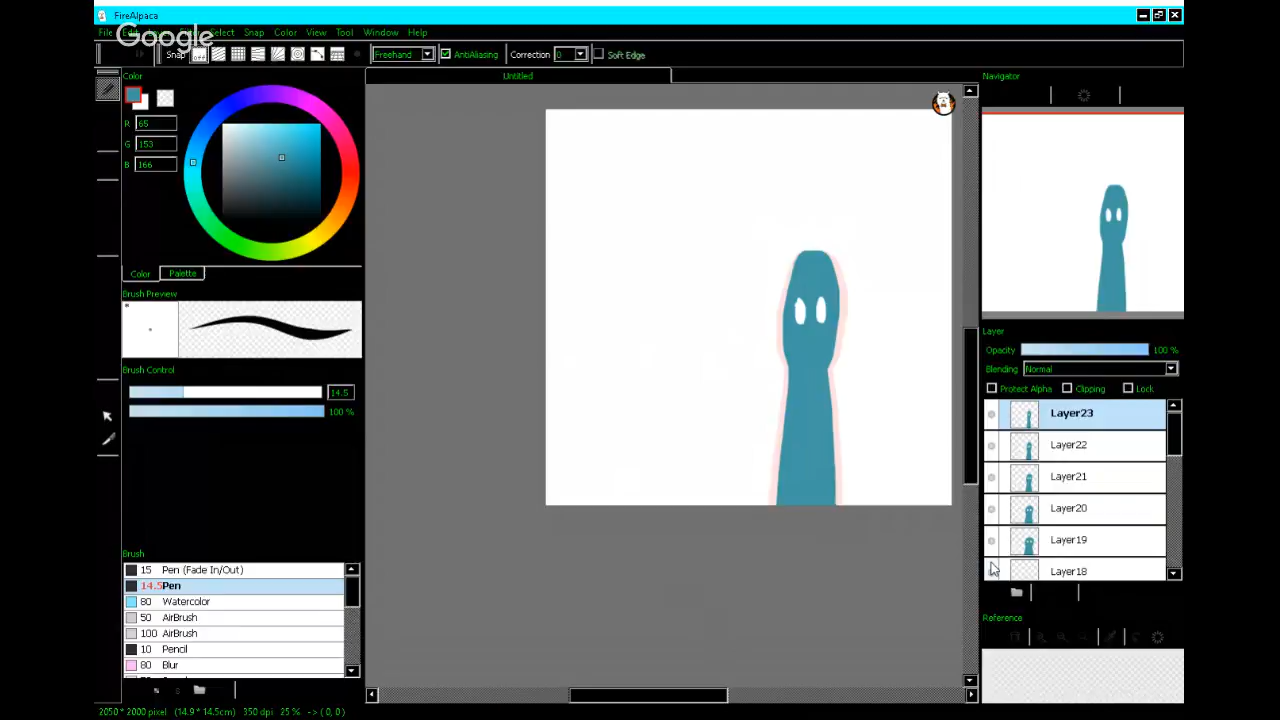 FireAlpaca
File Edit Layer Select Snap Color View Tool Window Help
Google
Snap OFF Freehand AntiAliasing Correction 0 Soft Edge
Color
Untitled
Navigator
R 65
G 153
B 166
Color Palette
Brush Preview
Brush Control
14.5
100 %
Brush
15 Pen (Fade In/Out)
14.5 Pen
80 Watercolor
50 AirBrush
100 AirBrush
10 Pencil
80 Blur
Layer
Opacity 100 %
Blending Normal
Protect Alpha Clipping Lock
Layer23
Layer22
Layer21
Layer20
Layer19
Layer18
Reference
2050 * 2000 pixel (14.9 * 14.5cm) 350 dpi 25 % -> ( 0, 0 )